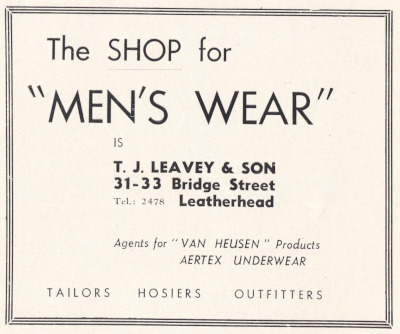 The SHOP for
"MEN'S WEAR"
IS
T. J. LEAVEY & SON
31-33 Bridge Street
Tel.: 2478 Leatherhead
Agents for "VAN HEUSEN" Products
AERTEX UNDERWEAR
TAILORS HOSIERS OUTFITTERS